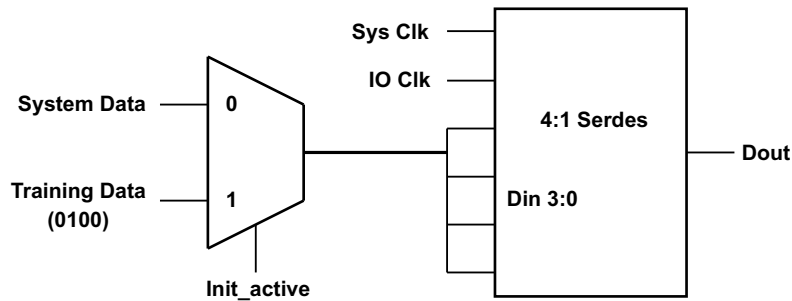 Sys Clk
System Data
0
IO Clk
4:1 Serdes
Dout
Training Data
(0100)
1
Din 3:0
Init_active